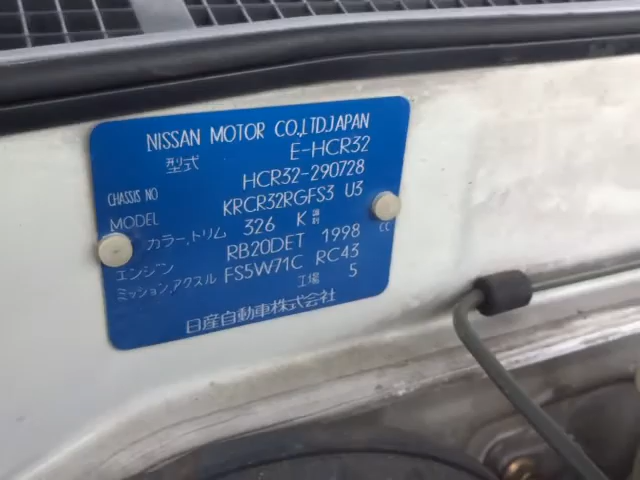 NISSAN MOTOR CO.,LTD.JAPAN
型式 E-HCR32
CHASSIS NO HCR32-290728
MODEL KRCR32RGFS3 U3
カラー,トリム 326 K
エンジン RB20DET 1998 CC
ミッション,アクスル FS5W71C RC43
工場 5
日産自動車株式会社